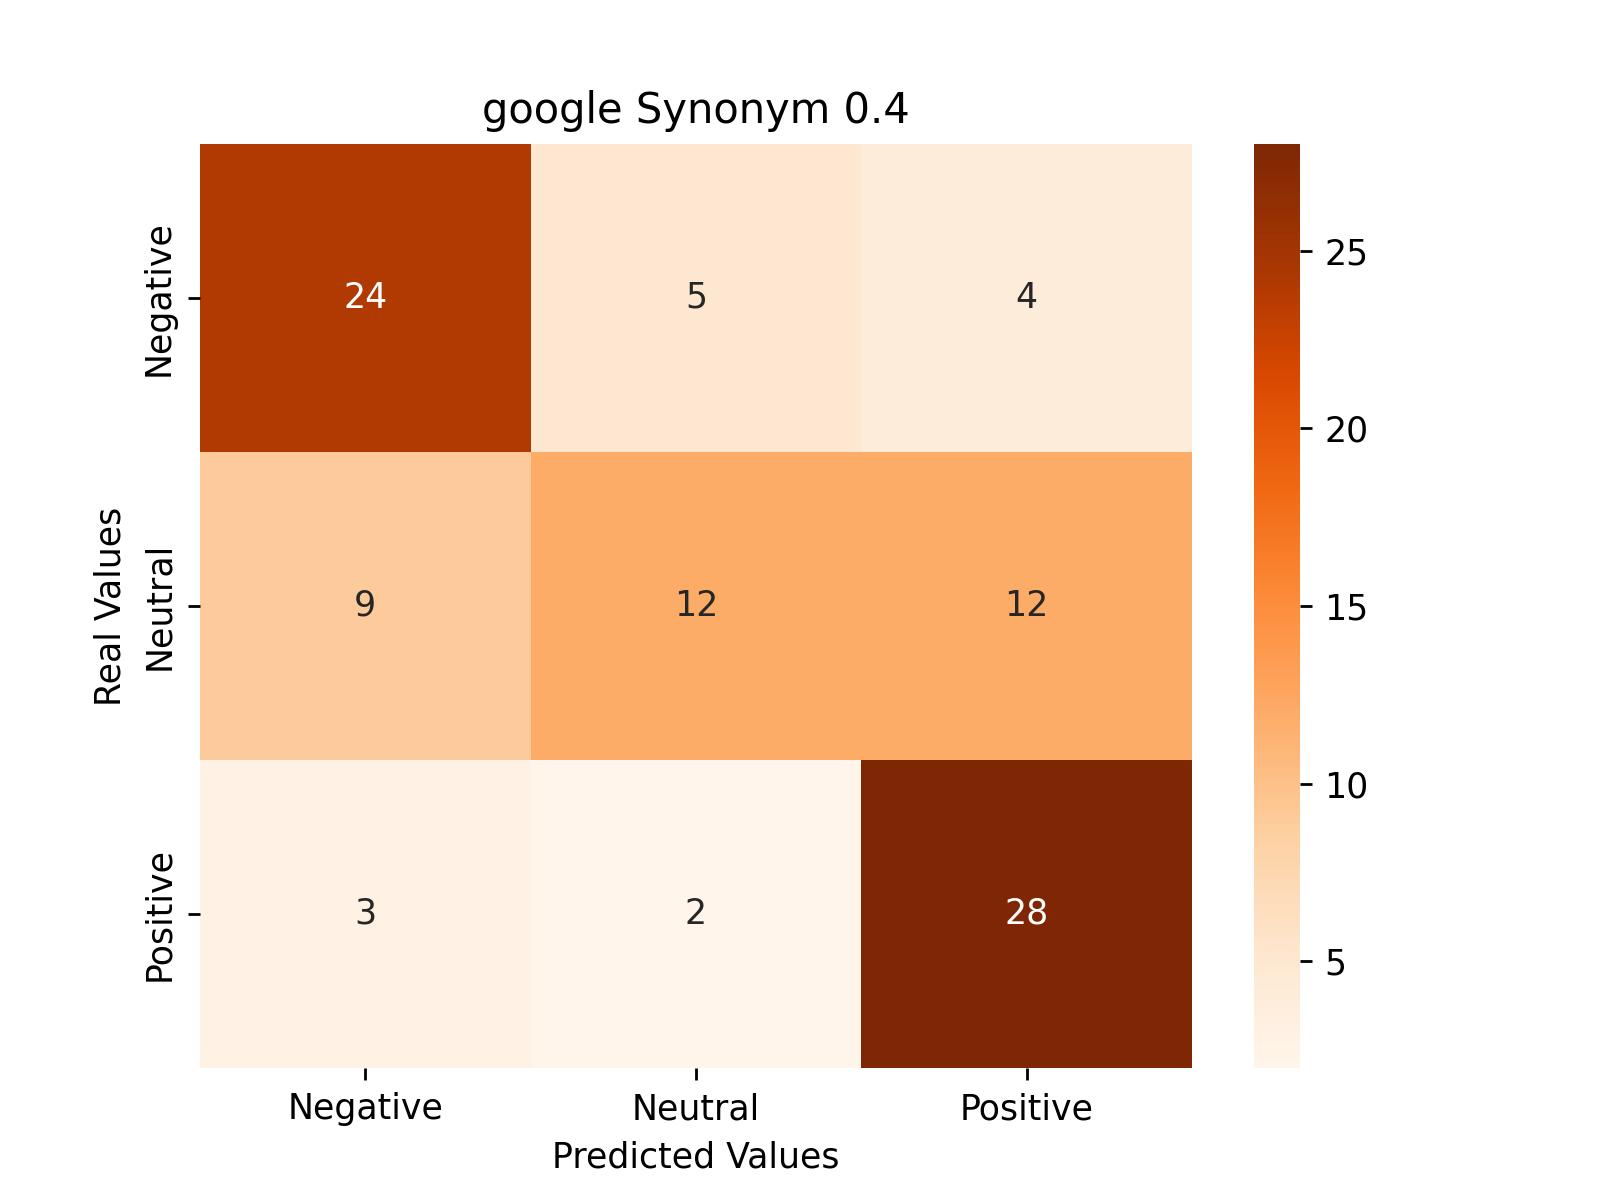 google Synonym 0.4
Real Values
Negative
24 5 4
Neutral
9 12 12
Positive
3 2 28
Negative Neutral Positive
Predicted Values
25
20
15
10
5